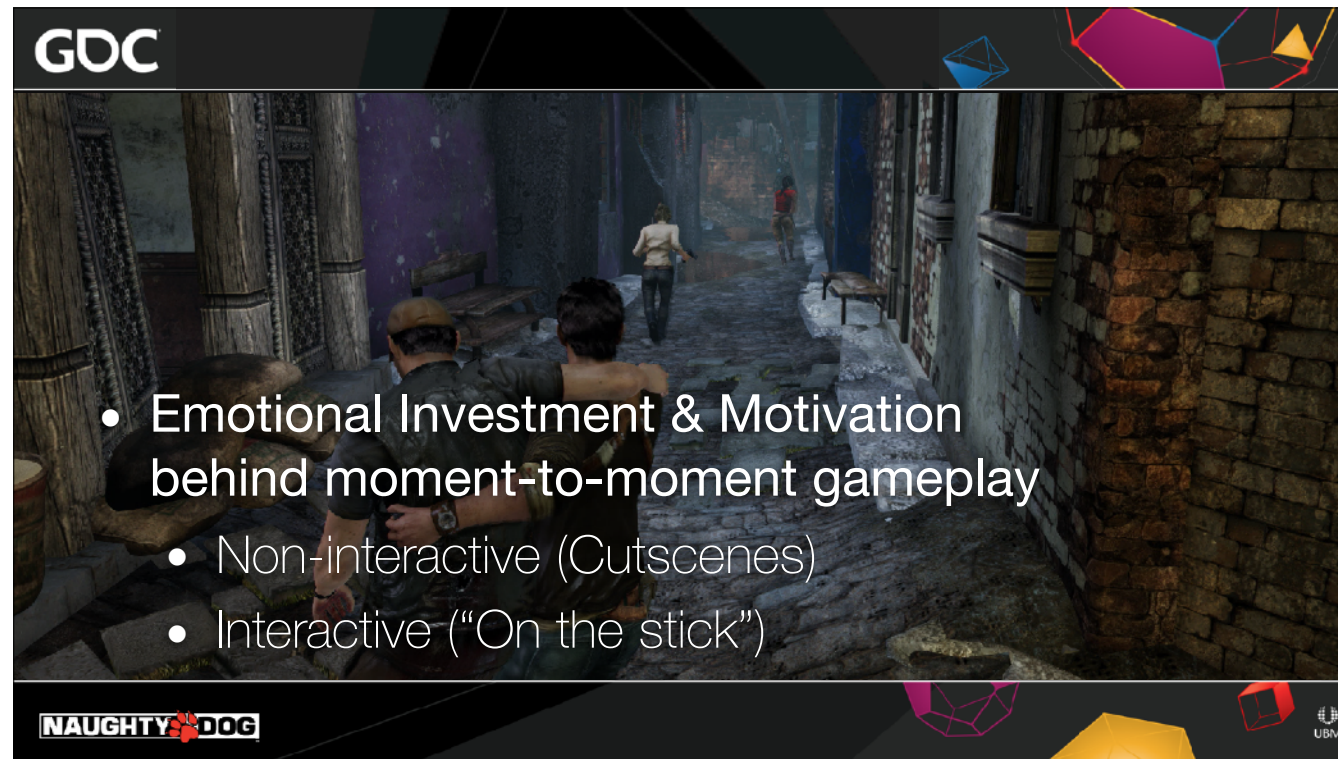 GDC
• Emotional Investment & Motivation
behind moment-to-moment gameplay
• Non-interactive (Cutscenes)
• Interactive (“On the stick”)
NAUGHTY DOG
UBM